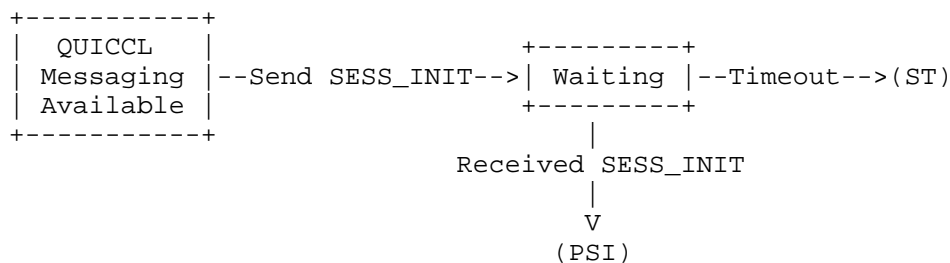 +-----------+
|   QUICCL  |                    +---------+
| Messaging |--Send SESS_INIT-->| Waiting |--Timeout-->(ST)
| Available |                    +---------+
+-----------+                         |
Received SESS_INIT
|
V
(PSI)